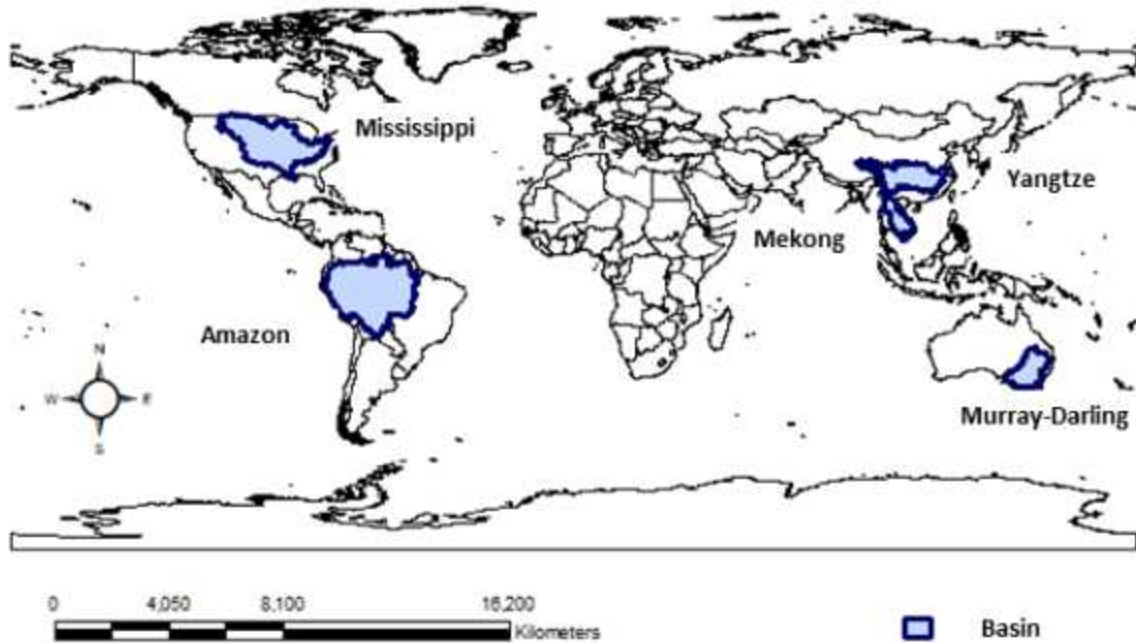 Mississippi
Yangtze
Mekong
Amazon
N
W E
S
Murray-Darling
0 4,050 8,100 16,200
Kilometers
Basin